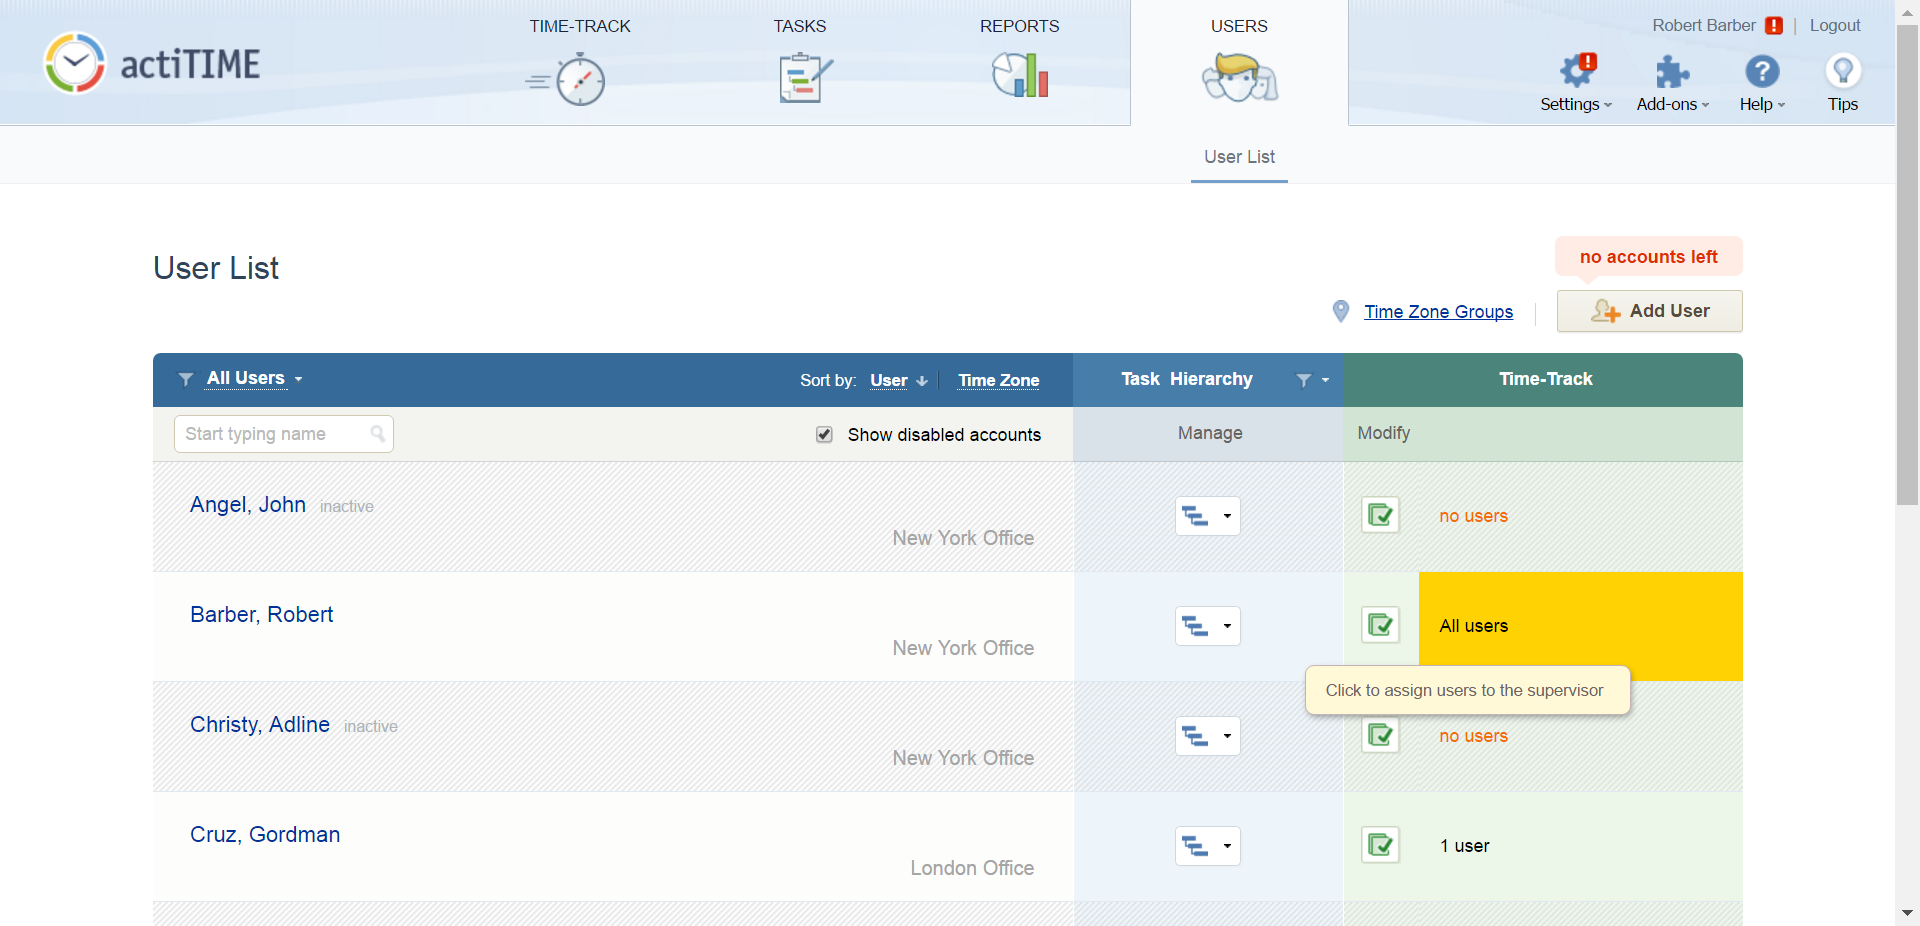 actiTIME
TIME-TRACK
TASKS
REPORTS
USERS
Robert Barber ! | Logout
Settings
Add-ons
Help
Tips
User List
User List
no accounts left
Time Zone Groups
Add User
All Users
Sort by: User
Time Zone
Task Hierarchy
Time-Track
Start typing name
Show disabled accounts
Manage
Modify
Angel, John inactive
New York Office
no users
Barber, Robert
New York Office
All users
Click to assign users to the supervisor
Christy, Adline inactive
New York Office
no users
Cruz, Gordman
London Office
1 user